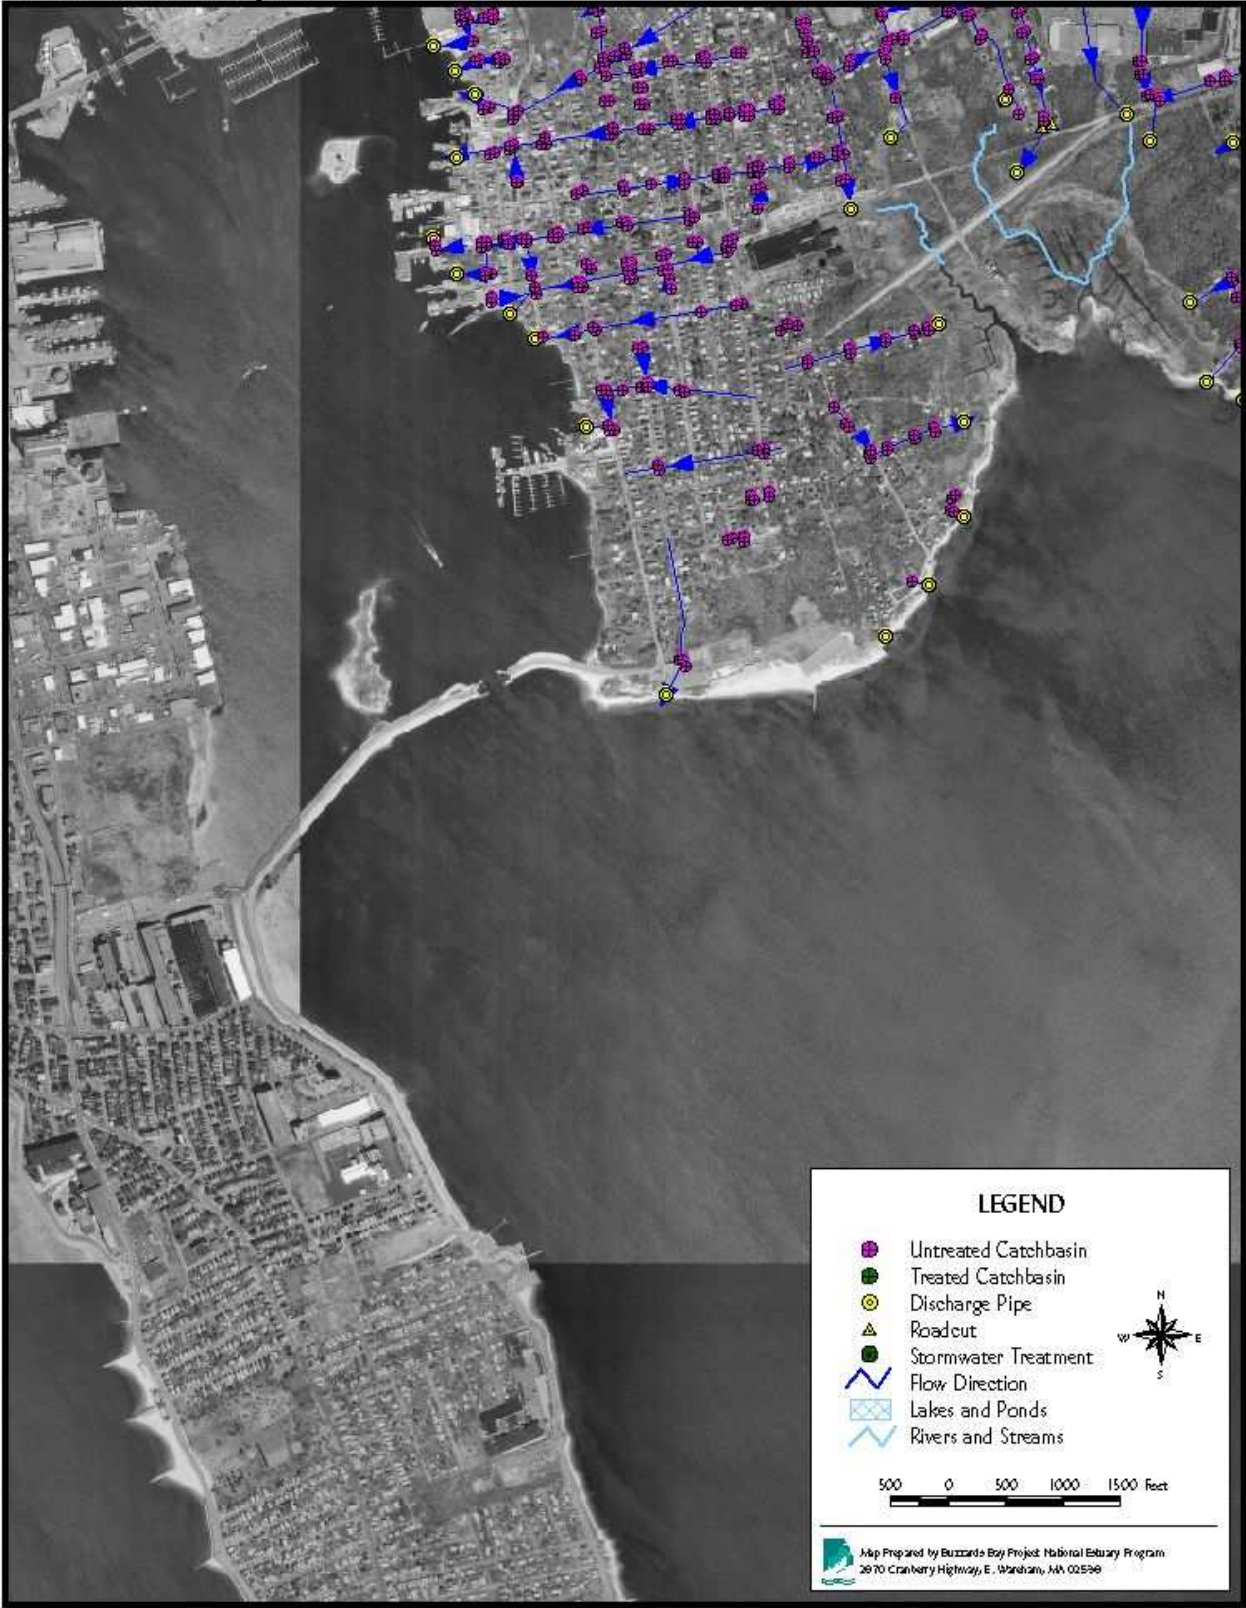 LEGEND
Untreated Catchbasin
Treated Catchbasin
Discharge Pipe
Roadcut
Stormwater Treatment
Flow Direction
Lakes and Ponds
Rivers and Streams
N
W E
S
500 0 500 1000 1500 Feet
Map Prepared by Buzzards Bay Project National Estuary Program
2870 Cranberry Highway, E. Wareham, MA 02538